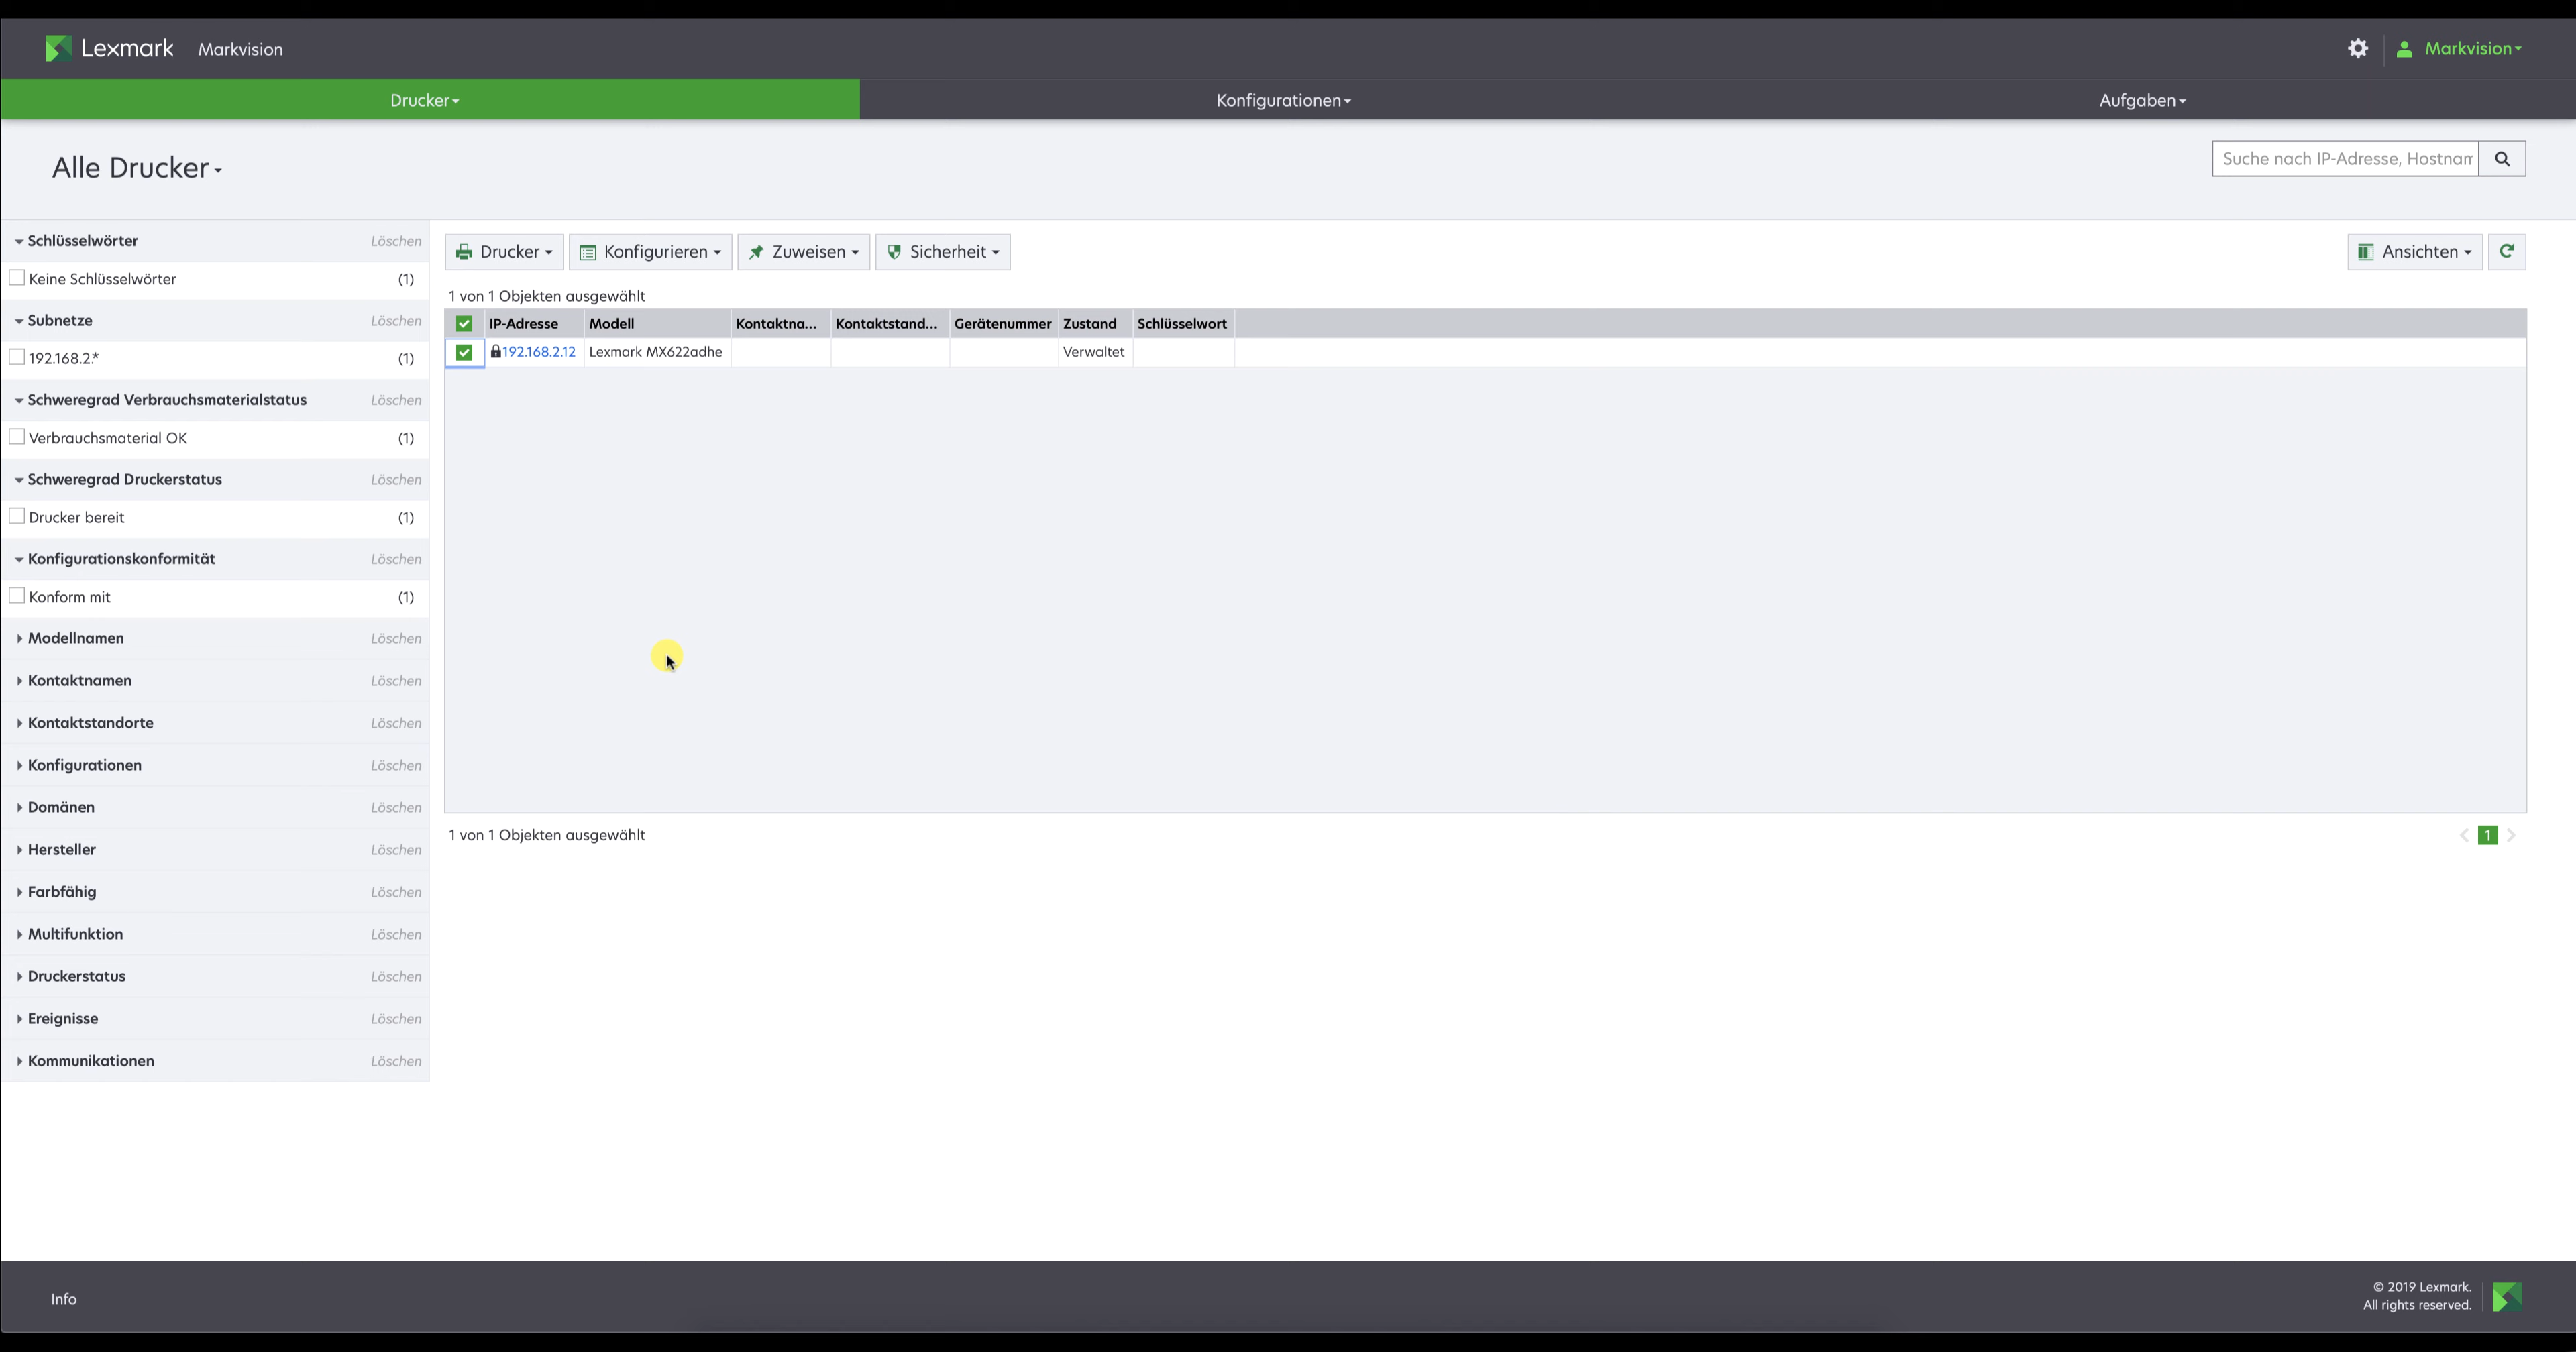 Lexmark Markvision
Markvision
Drucker
Konfigurationen
Aufgaben
Alle Drucker
Suche nach IP-Adresse, Hostnam
Schlüsselwörter Löschen
Keine Schlüsselwörter (1)
Subnetze Löschen
192.168.2.* (1)
Schweregrad Verbrauchsmaterialstatus Löschen
Verbrauchsmaterial OK (1)
Schweregrad Druckerstatus Löschen
Drucker bereit (1)
Konfigurationskonformität Löschen
Konform mit (1)
Modellnamen Löschen
Kontaktnamen Löschen
Kontaktstandorte Löschen
Konfigurationen Löschen
Domänen Löschen
Hersteller Löschen
Farbfähig Löschen
Multifunktion Löschen
Druckerstatus Löschen
Ereignisse Löschen
Kommunikationen Löschen
Drucker Konfigurieren Zuweisen Sicherheit Ansichten
1 von 1 Objekten ausgewählt
IP-Adresse Modell Kontaktna... Kontaktstand... Gerätenummer Zustand Schlüsselwort
192.168.2.12 Lexmark MX622adhe Verwaltet
1 von 1 Objekten ausgewählt
1
Info
© 2019 Lexmark.
All rights reserved.